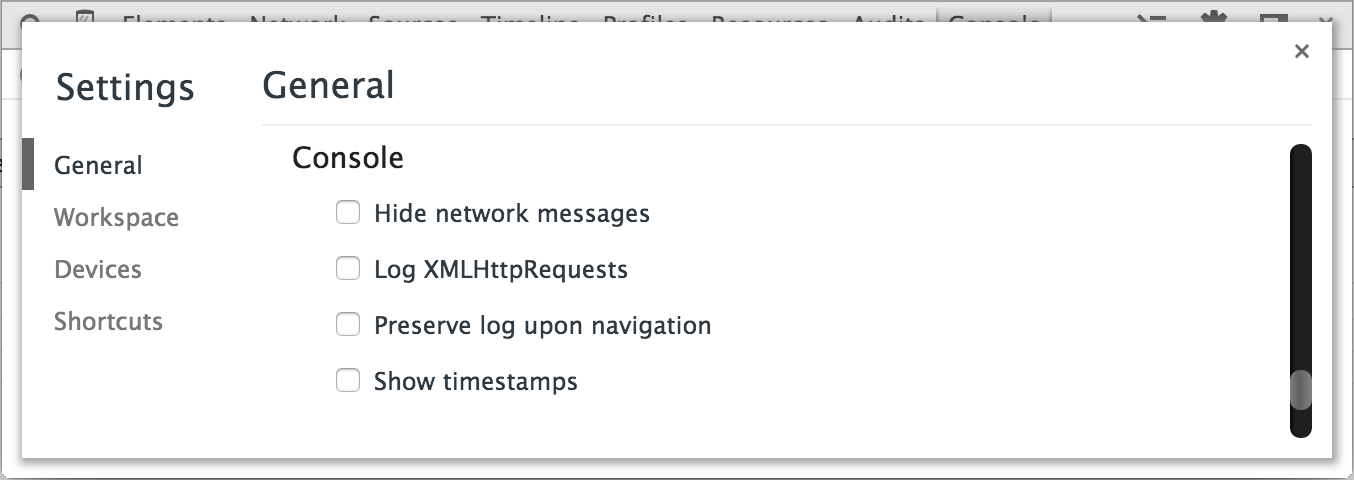 Elements Network Sources Timeline Profiles Resources Audits Console
Settings
General
General
Workspace
Devices
Shortcuts
Console
Hide network messages
Log XMLHttpRequests
Preserve log upon navigation
Show timestamps